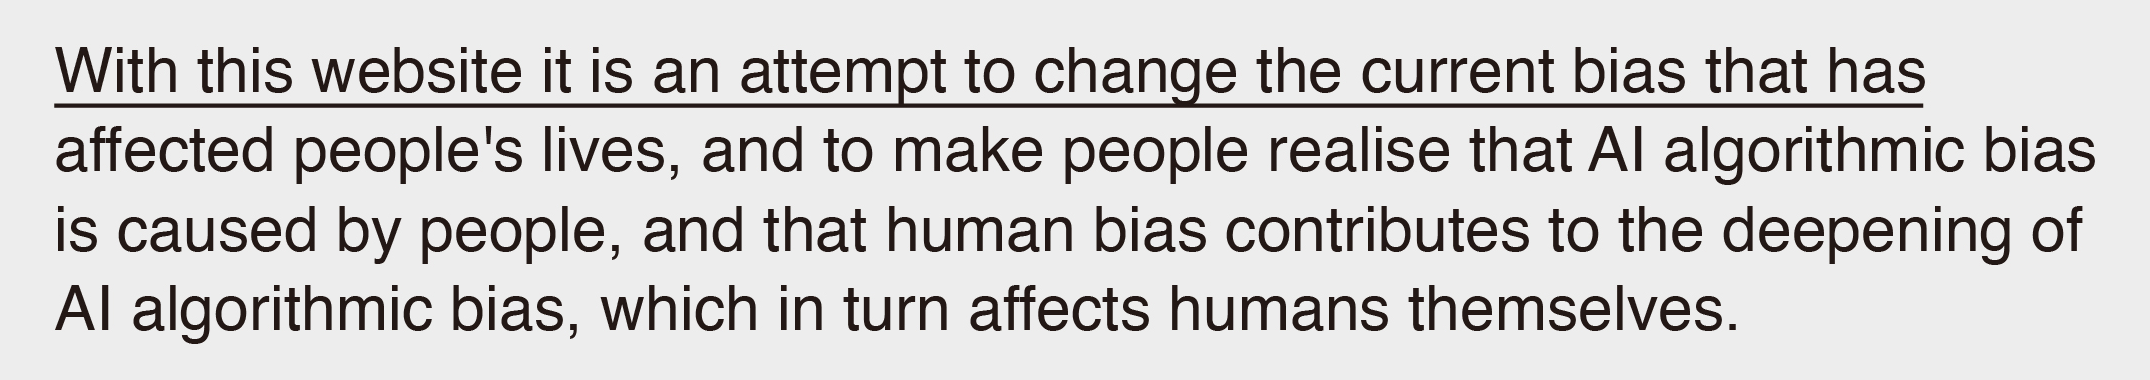 With this website it is an attempt to change the current bias that has
affected people's lives, and to make people realise that AI algorithmic bias
is caused by people, and that human bias contributes to the deepening of
AI algorithmic bias, which in turn affects humans themselves.